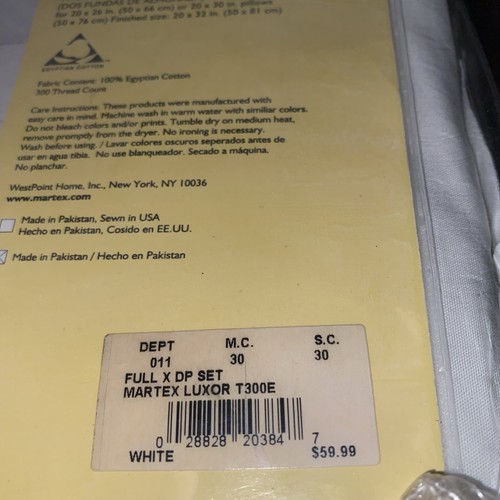 (DOS FUNDAS DE
for 20 x 26 in. (50 x 66 cm) or 20 x 30 in. pillows
(50 x 76 cm) Finished size: 20 x 32 in. (50 x 81 cm)
EGYPTIAN COTTON
Fabric Content: 100% Egyptian Cotton
300 Thread Count
Care Instructions: These products were manufactured with
easy care in mind. Machine wash in warm water with similiar colors.
Do not bleach colors and/or prints. Tumble dry on medium heat,
remove promptly from the dryer. No ironing is necessary.
Wash before using. / Lavar colores oscuros seperados antes de
usar en agua tibia. No use blanqueador. Secado a máquina.
No planchar.
WestPoint Home, Inc., New York, NY 10036
www.martex.com
Made in Pakistan, Sewn in USA
Hecho en Pakistan, Cosido en EE.UU.
Made in Pakistan / Hecho en Pakistan
DEPT M.C. S.C.
011 30 30
FULL X DP SET
MARTEX LUXOR T300E
0 28828 20384 7
WHITE $59.99